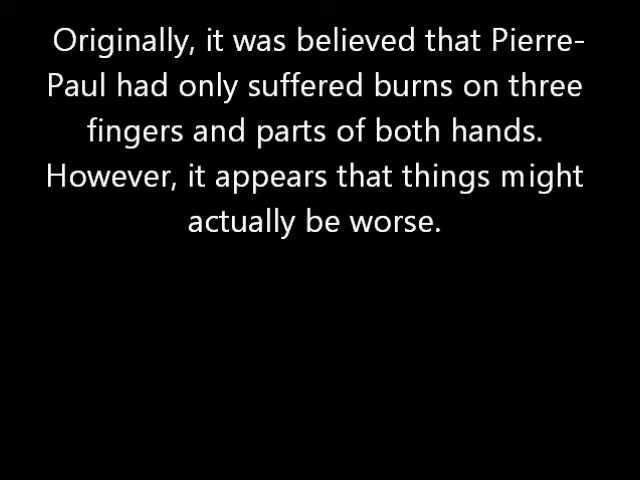 Originally, it was believed that Pierre-
Paul had only suffered burns on three
fingers and parts of both hands.
However, it appears that things might
actually be worse.